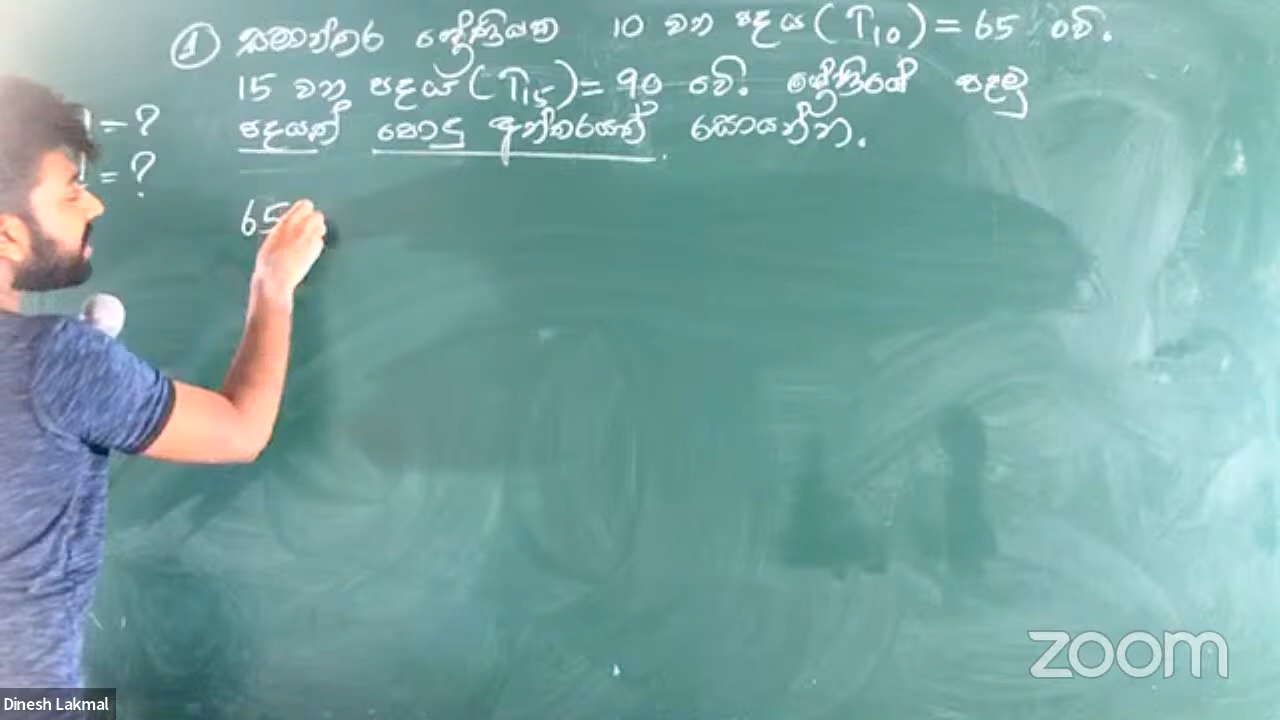 ① සමාන්තර ශ්‍රේණියක 10 වන පදය (T₁₀) = 65 වේ.
15 වන පදය (T₁₅) = 90 වේ. ශ්‍රේණියේ පළමු
පදයත් පොදු අන්තරයත් සොයන්න.
= ?
= ?
65
zoom
Dinesh Lakmal